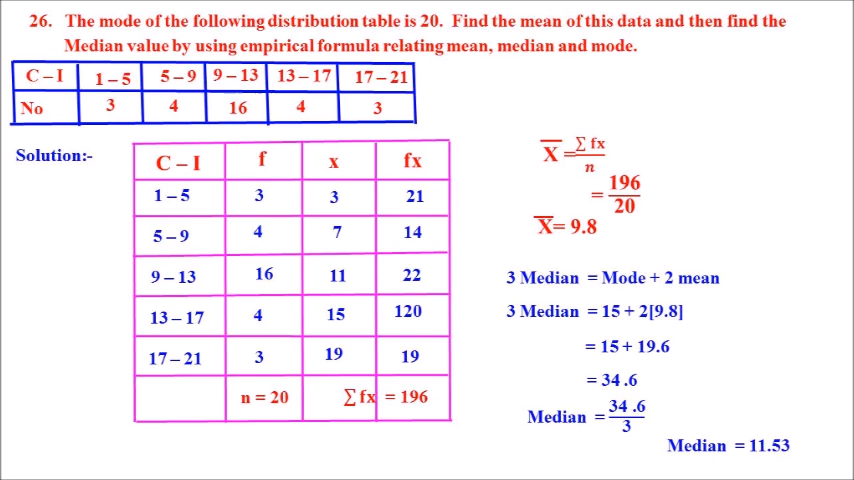 26. The mode of the following distribution table is 20. Find the mean of this data and then find the
Median value by using empirical formula relating mean, median and mode.
C – I 1 – 5 5 – 9 9 – 13 13 – 17 17 – 21
No 3 4 16 4 3
Solution:-
C – I f x fx
1 – 5 3 3 21
5 – 9 4 7 14
9 – 13 16 11 22
13 – 17 4 15 120
17 – 21 3 19 19
n = 20 ∑fx = 196
X̅ = ∑ fx / n
= 196 / 20
X̅ = 9.8
3 Median = Mode + 2 mean
3 Median = 15 + 2[9.8]
= 15 + 19.6
= 34 .6
Median = 34 .6 / 3
Median = 11.53